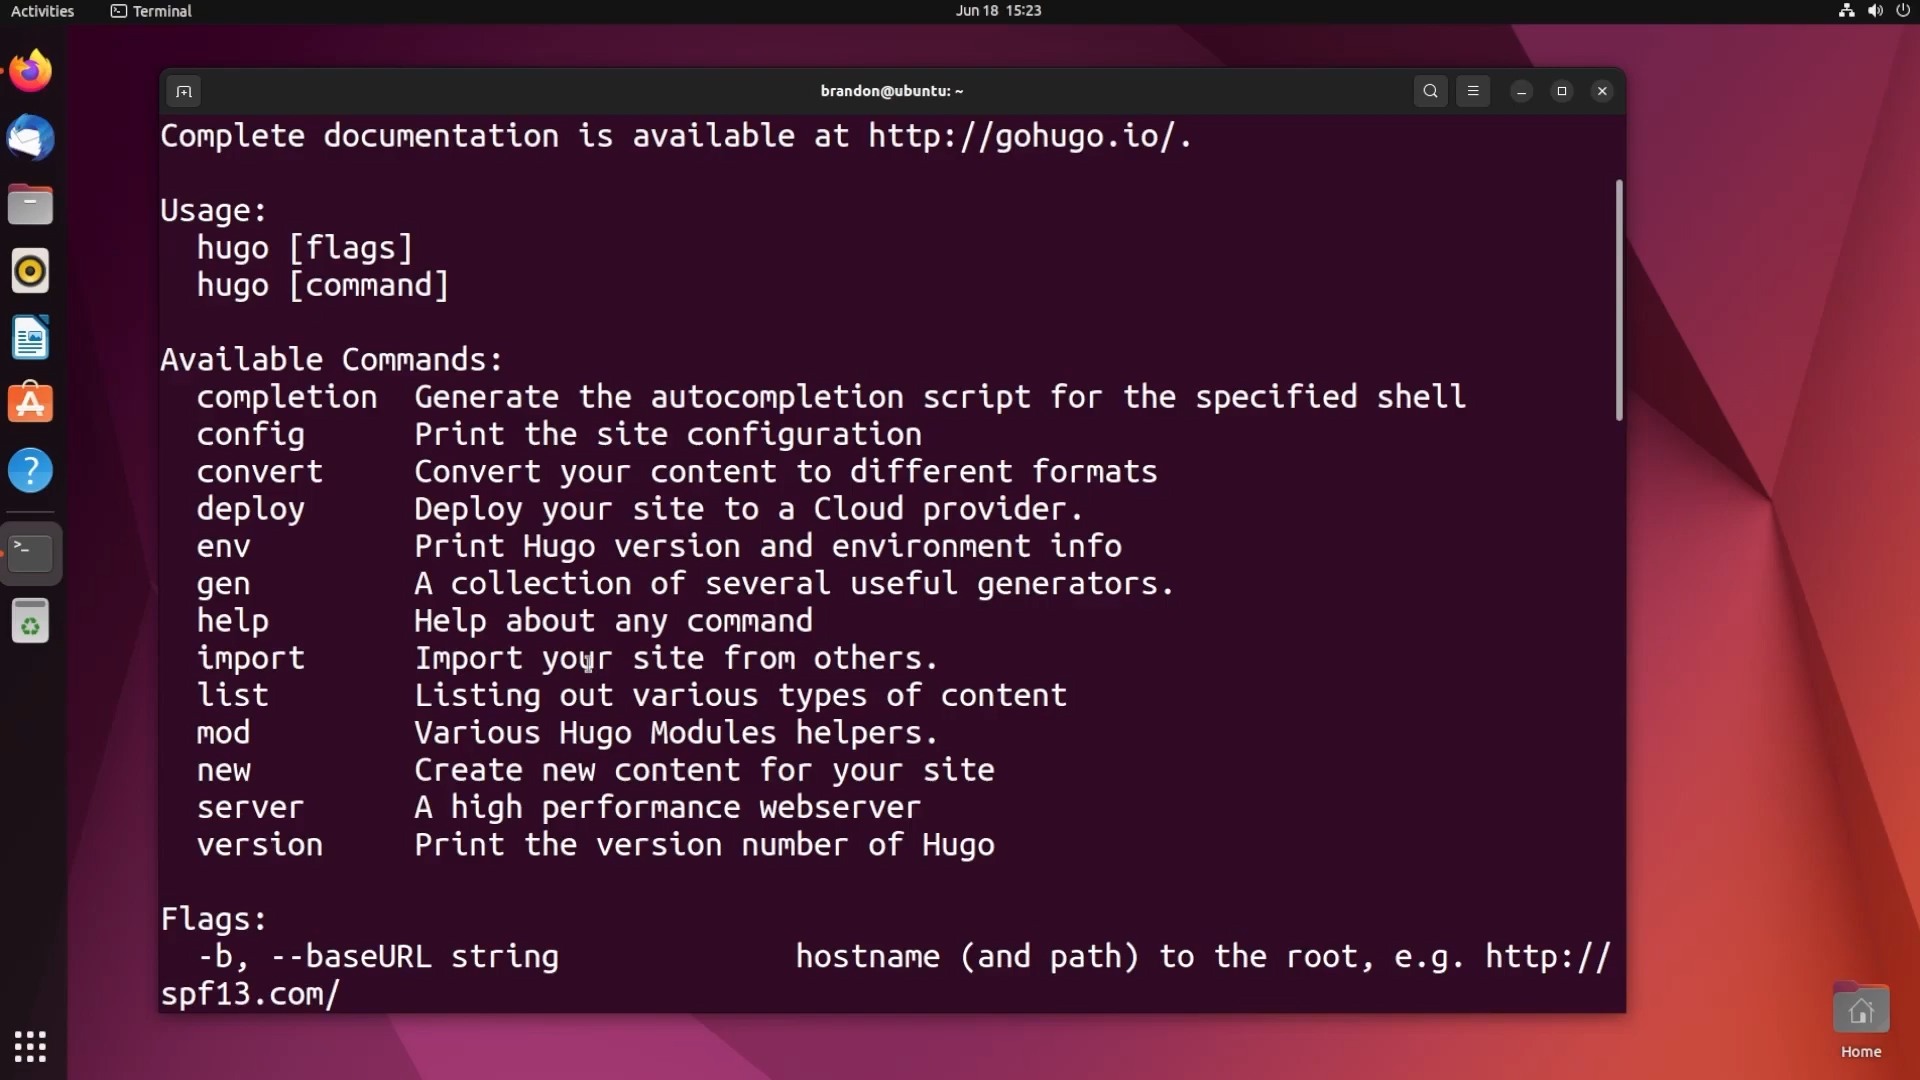 Activities Terminal Jun 18 15:23
brandon@ubuntu: ~
Complete documentation is available at http://gohugo.io/.
Usage:
hugo [flags]
hugo [command]
Available Commands:
completion Generate the autocompletion script for the specified shell
config Print the site configuration
convert Convert your content to different formats
deploy Deploy your site to a Cloud provider.
env Print Hugo version and environment info
gen A collection of several useful generators.
help Help about any command
import Import your site from others.
list Listing out various types of content
mod Various Hugo Modules helpers.
new Create new content for your site
server A high performance webserver
version Print the version number of Hugo
Flags:
-b, --baseURL string hostname (and path) to the root, e.g. http://
spf13.com/
Home